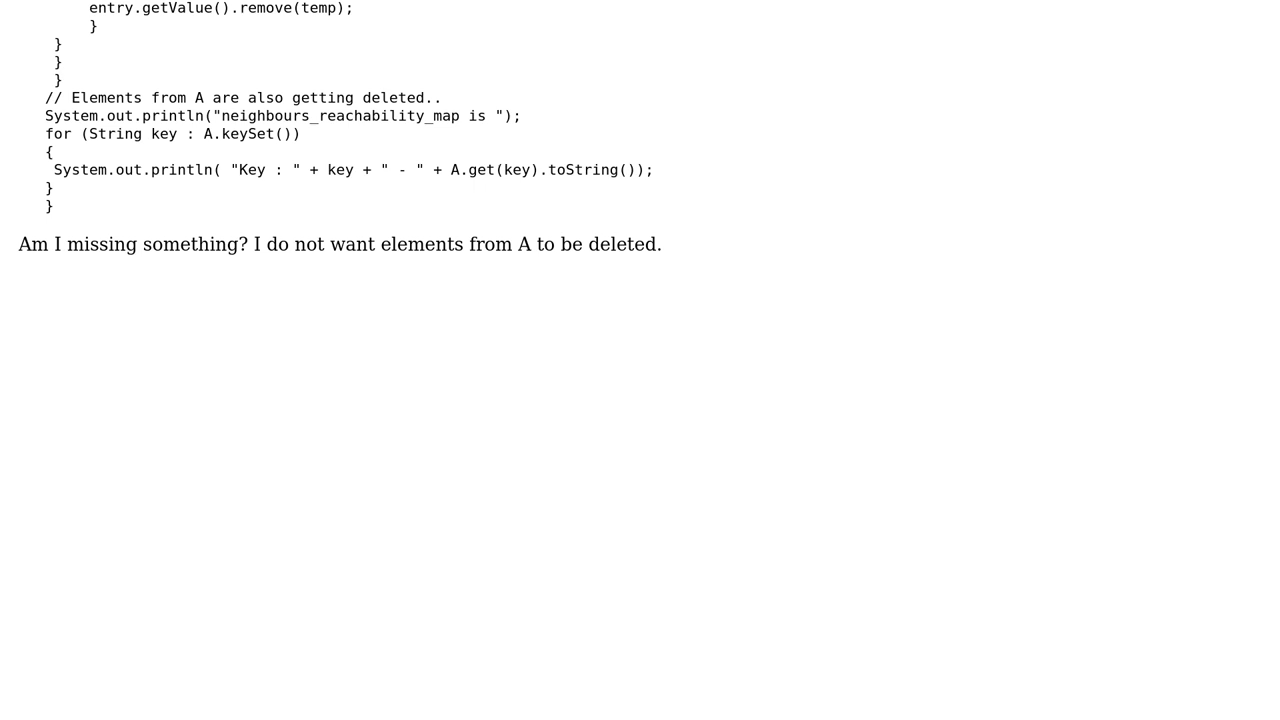 entry.getValue().remove(temp);
}
}
}
}
// Elements from A are also getting deleted..
System.out.println("neighbours_reachability_map is ");
for (String key : A.keySet())
{
System.out.println( "Key : " + key + " - " + A.get(key).toString());
}
}
Am I missing something? I do not want elements from A to be deleted.